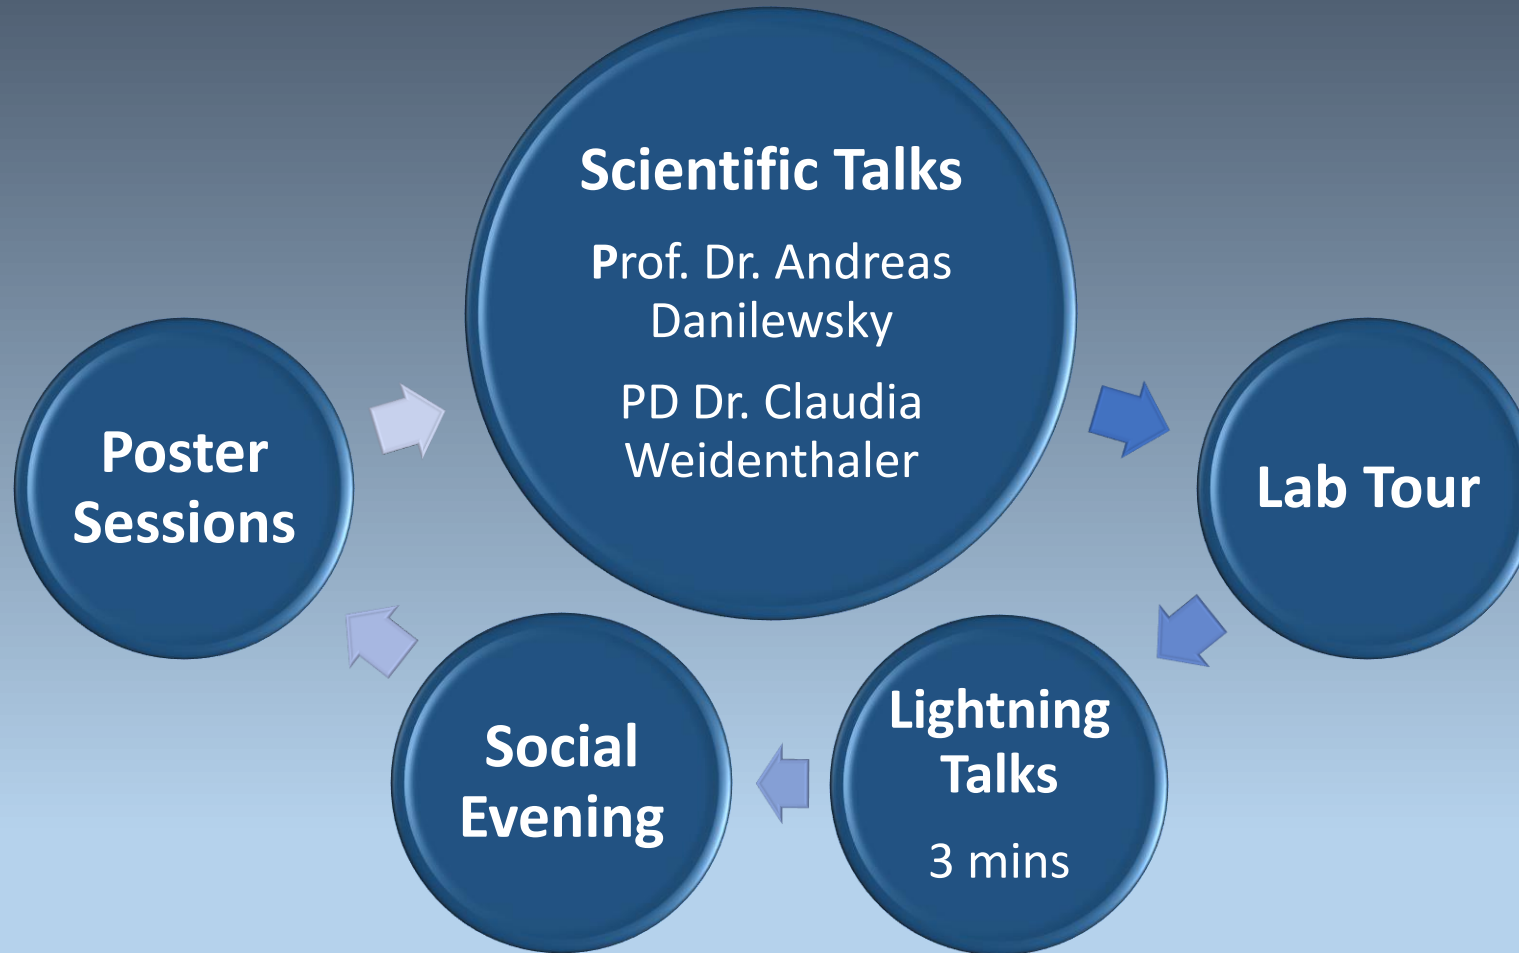 Scientific Talks
Prof. Dr. Andreas
Danilewsky
PD Dr. Claudia
Weidenthaler
Lab Tour
Lightning
Talks
3 mins
Social
Evening
Poster
Sessions